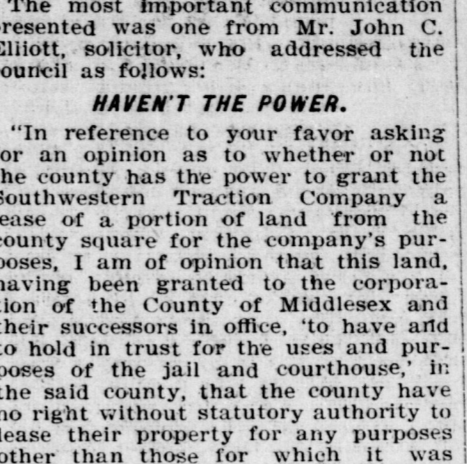 The most important communication
resented was one from Mr. John C.
Elliott, solicitor, who addressed the
ouncil as follows:
HAVEN'T THE POWER.
"In reference to your favor asking
or an opinion as to whether or not
he county has the power to grant the
Southwestern Traction Company a
ease of a portion of land from the
county square for the company's pur-
poses, I am of opinion that this land,
having been granted to the corpora-
tion of the County of Middlesex and
their successors in office, 'to have and
to hold in trust for the uses and pur-
poses of the jail and courthouse,' in
the said county, that the county have
no right without statutory authority to
lease their property for any purposes
other than those for which it was